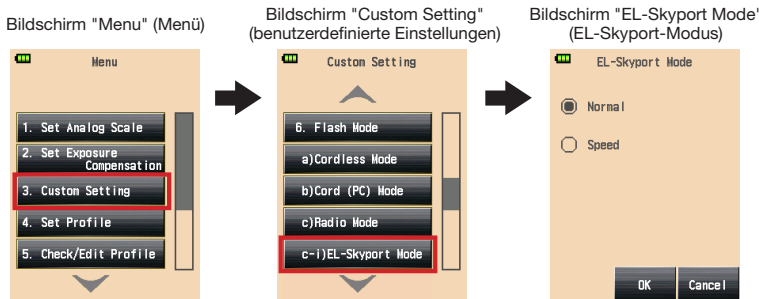 Bildschirm "Menu" (Menü)
Menu
1. Set Analog Scale
2. Set Exposure
Compensation
3. Custom Setting
4. Set Profile
5. Check/Edit Profile
Bildschirm "Custom Setting"
(benutzerdefinierte Einstellungen)
Custom Setting
6. Flash Mode
a)Cordless Mode
b)Cord (PC) Mode
c)Radio Mode
c-i)EL-Skyport Mode
Bildschirm "EL-Skyport Mode'
(EL-Skyport-Modus)
EL-Skyport Mode
Normal
Speed
OK
Cancel